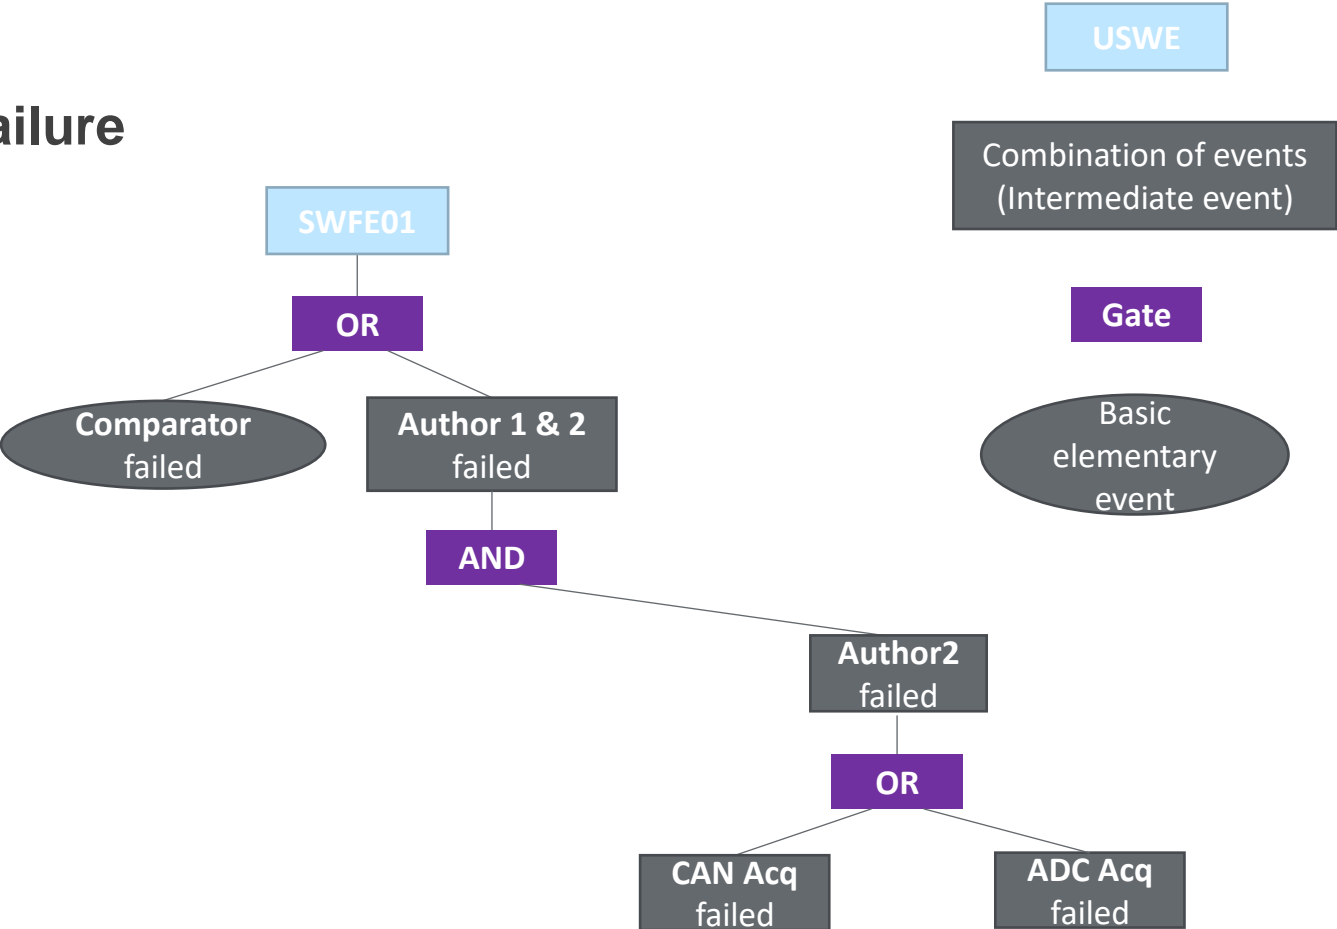 USWE
ailure
Combination of events
(Intermediate event)
SWFE01
OR
Gate
Comparator
failed
Author 1 & 2
failed
Basic
elementary
event
AND
Author2
failed
OR
CAN Acq
failed
ADC Acq
failed